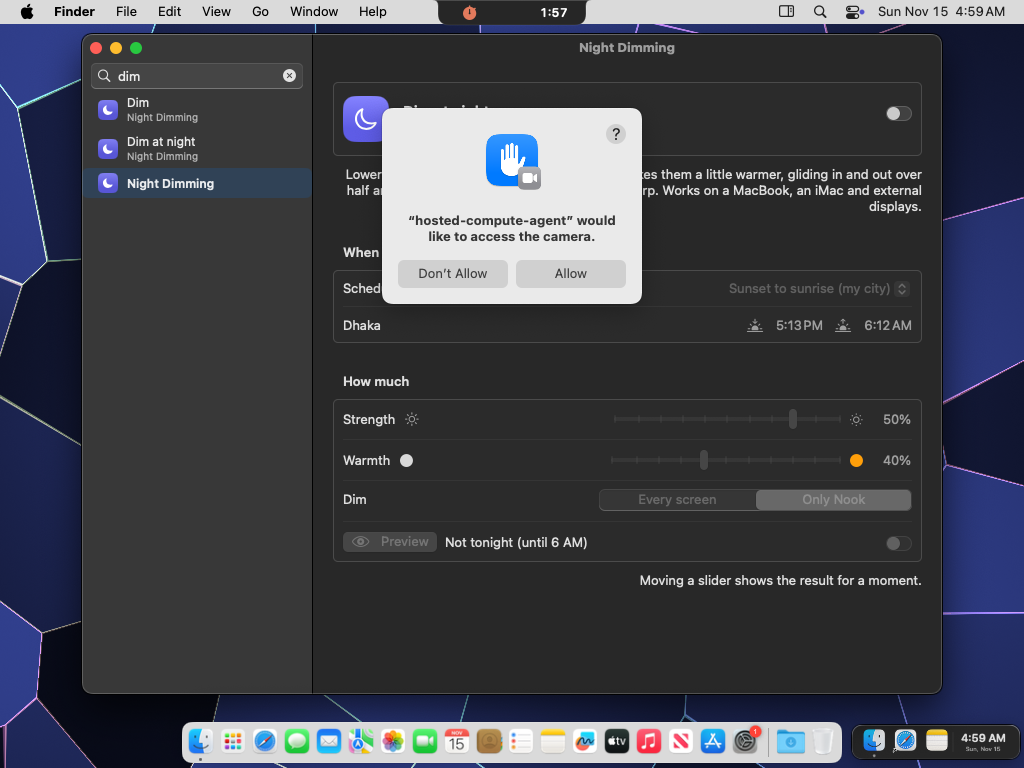 Finder File Edit View Go Window Help 1:57 Sun Nov 15 4:59 AM
Night Dimming
dim
Dim
Night Dimming
Dim at night
Night Dimming
Night Dimming
?
“hosted-compute-agent” would
like to access the camera.
Don’t Allow Allow
Lower
half
a little warmer, gliding in and out over
Works on a MacBook, an iMac and external
displays.
When
Sunset to sunrise (my city)
Dhaka 5:13 PM 6:12 AM
How much
Strength 50%
Warmth 40%
Dim Every screen Only Nook
Preview Not tonight (until 6 AM)
Moving a slider shows the result for a moment.
NOV
15
tv
1
4:59 AM
Sun, Nov 15